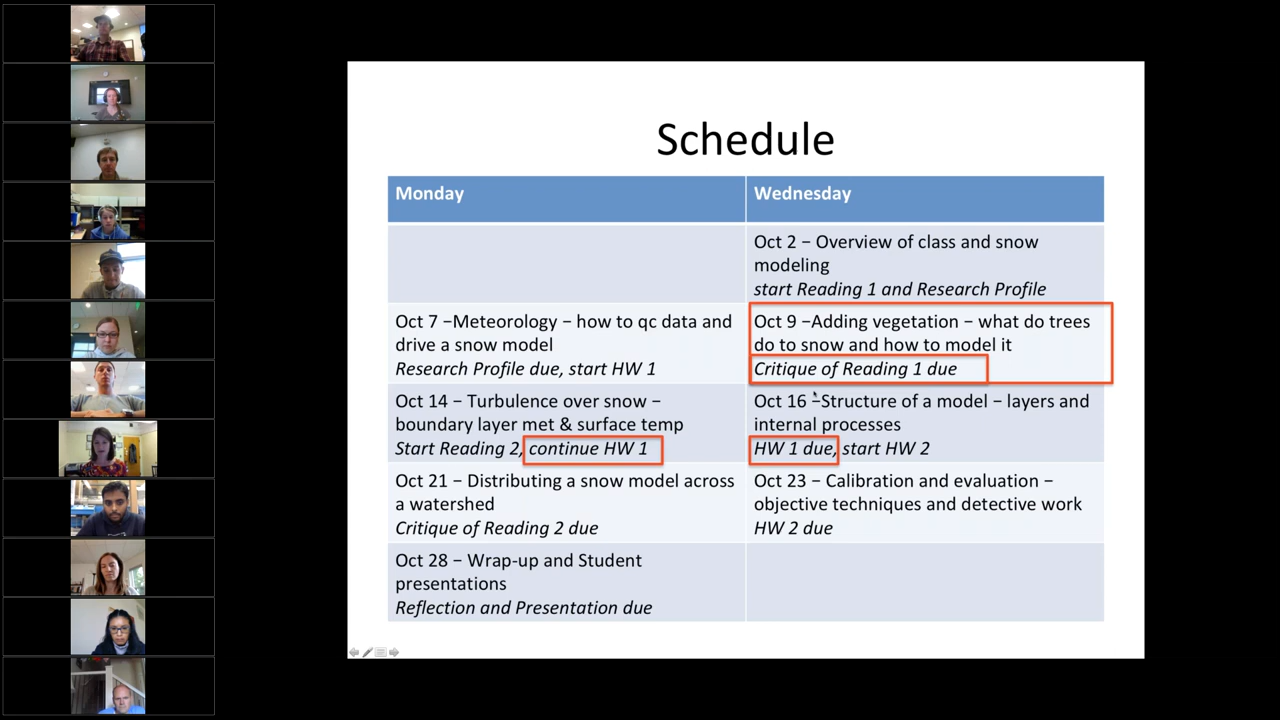 Schedule
Monday
Wednesday
Oct 2 – Overview of class and snow
modeling
start Reading 1 and Research Profile
Oct 7 –Meteorology – how to qc data and
drive a snow model
Research Profile due, start HW 1
Oct 9 –Adding vegetation – what do trees
do to snow and how to model it
Critique of Reading 1 due
Oct 14 – Turbulence over snow –
boundary layer met & surface temp
Start Reading 2, continue HW 1
Oct 16 –Structure of a model – layers and
internal processes
HW 1 due, start HW 2
Oct 21 – Distributing a snow model across
a watershed
Critique of Reading 2 due
Oct 23 – Calibration and evaluation –
objective techniques and detective work
HW 2 due
Oct 28 – Wrap-up and Student
presentations
Reflection and Presentation due